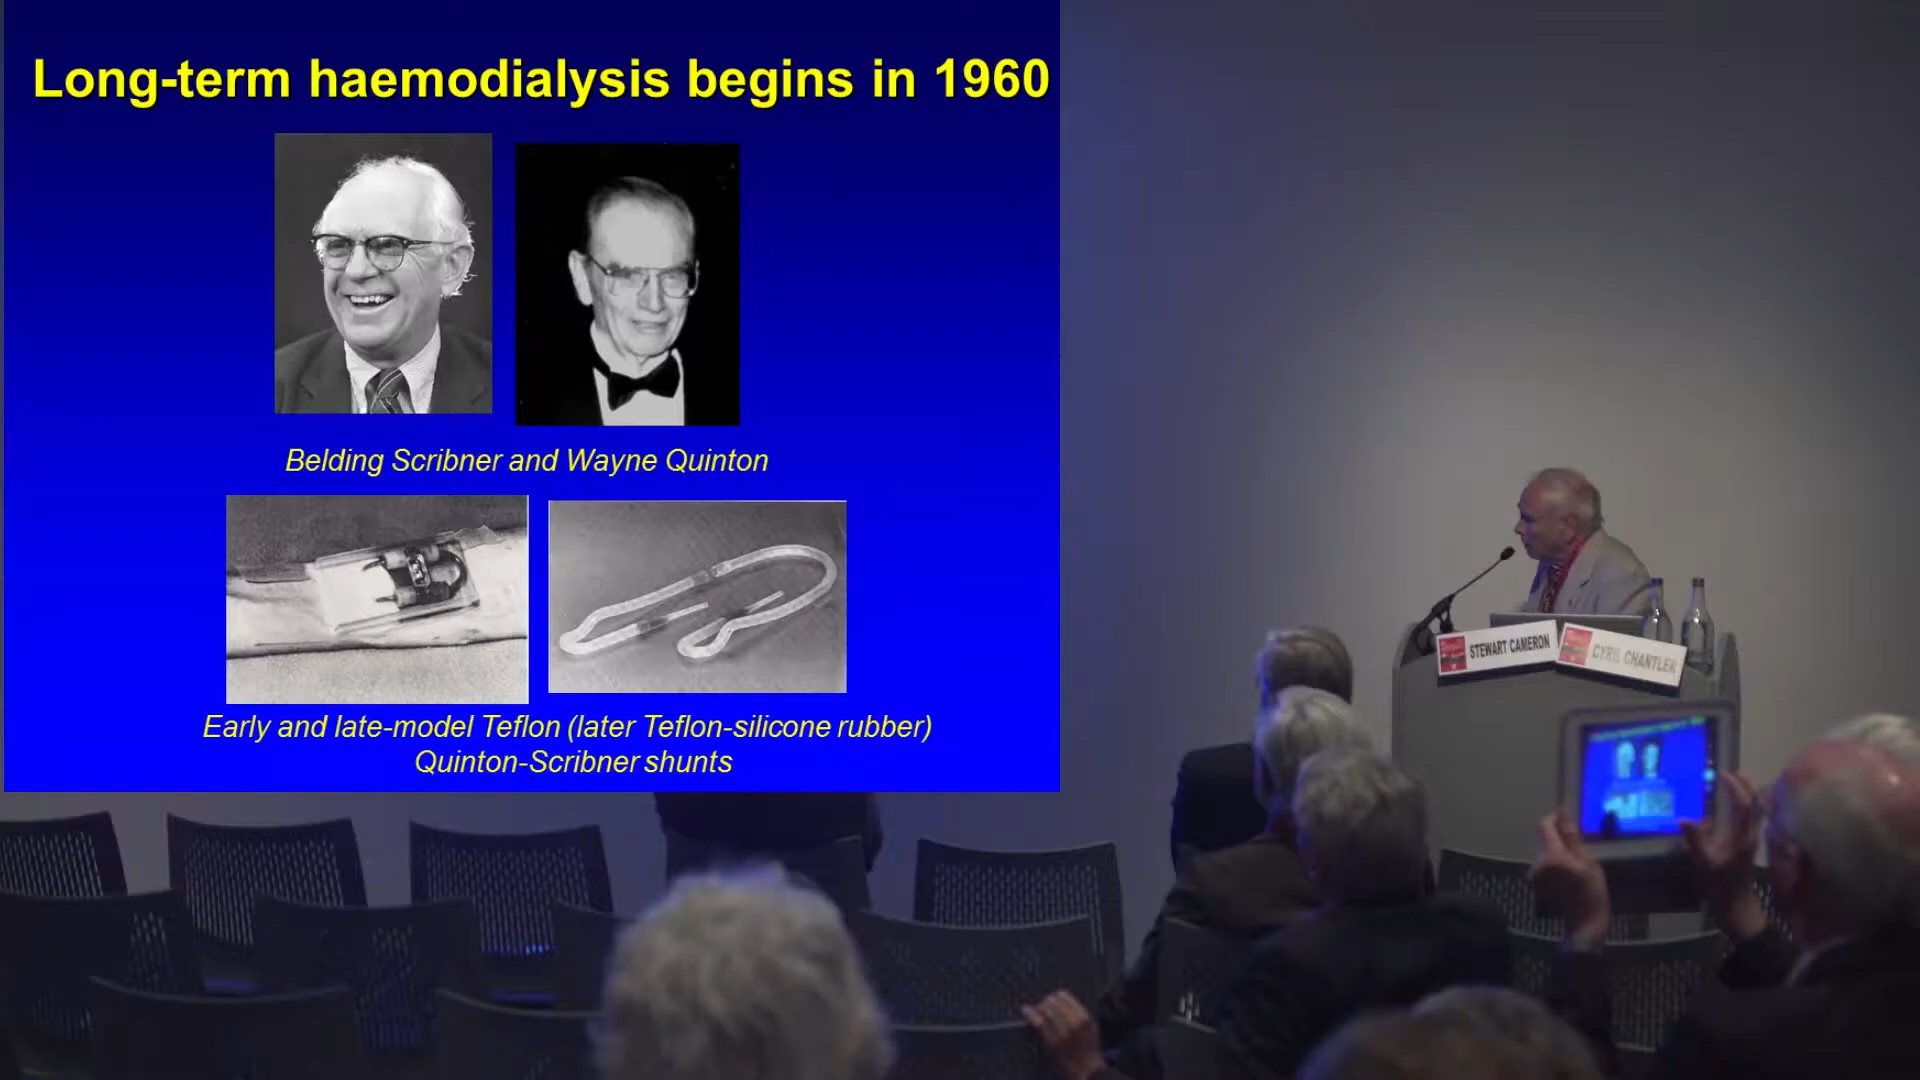 Long-term haemodialysis begins in 1960
Belding Scribner and Wayne Quinton
Early and late-model Teflon (later Teflon-silicone rubber)
Quinton-Scribner shunts
STEWART CAMERON
CYRIL CHANTLER